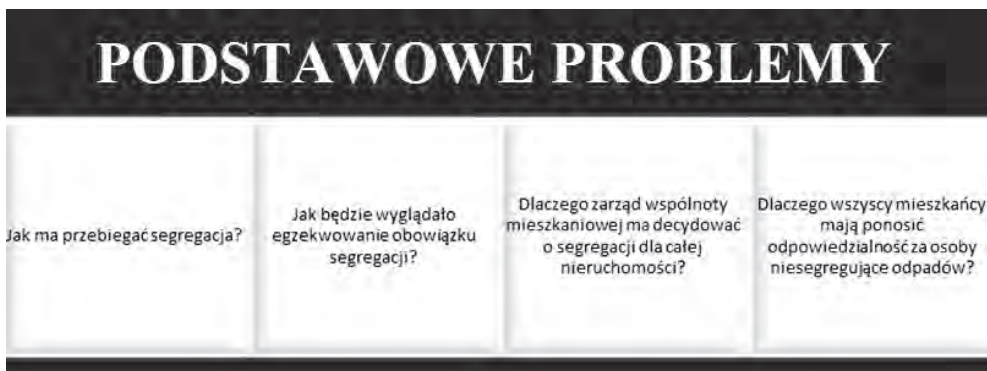 PODSTAWOWE PROBLEMY
Jak ma przebiegać segregacja?
Jak będzie wyglądało
egzekwowanie obowiązku
segregacji?
Dlaczego zarząd wspólnoty
mieszkaniowej ma decydować
o segregacji dla całej
nieruchomości?
Dlaczego wszyscy mieszkańcy
mają ponosić
odpowiedzialność za osoby
niesegregujące odpadów?